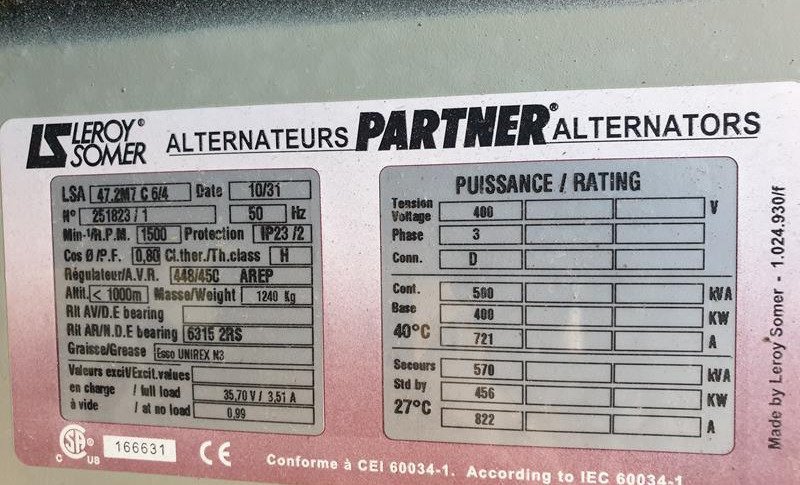 LS LEROY® SOMER ALTERNATEURS PARTNER® ALTERNATORS
LSA 47.2M7 C 6/4 Date 10/31
N° 251823 / 1 50 Hz
Min-¹/R.P.M. 1500 Protection IP23 /2
Cos Ø /P.F. 0,80 Cl.ther./Th.class H
Régulateur/A.V.R. 448/450 AREP
Altit. < 1000m Masse/Weight 1240 Kg
Rlt AV/D.E bearing
Rlt AR/N.D.E bearing 6315 2RS
Graisse/Grease Esso UNIREX N3
Valeurs excit/Excit.values
en charge / full load 35,70 V / 3,51 A
à vide / at no load 0,99
PUISSANCE / RATING
Tension
Voltage 400 V
Phase 3
Conn. D
Cont. 500 KVA
Base 400 KW
40°C 721 A
Secours 570 KVA
Std by 456 KW
27°C 822 A
C SA® US 166631 CE
Conforme à CEI 60034-1. According to IEC 60034-1
Made by Leroy Somer - 1.024.930/f